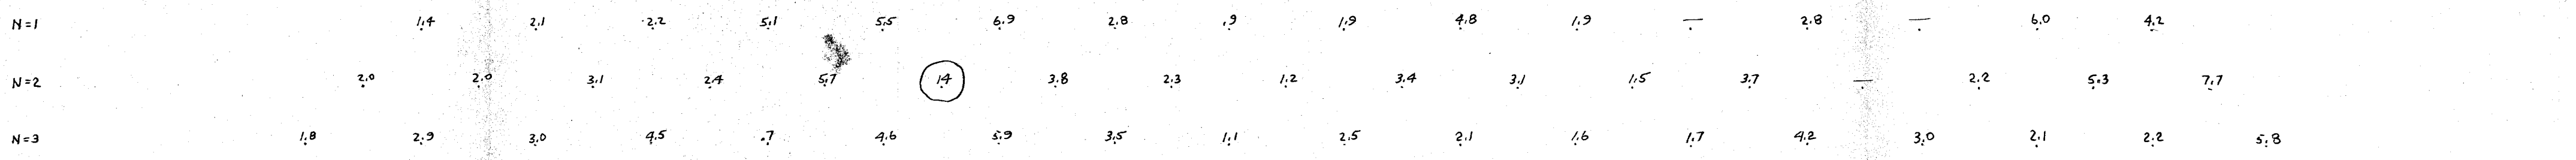 N=1 1.4 2.1 2.2 5.1 5.5 6.9 2.8 .9 1.9 4.8 1.9 — 2.8 — 6.0 4.2
N=2 2.0 2.0 3.1 2.4 5.7 14 3.8 2.3 1.2 3.4 3.1 1.5 3.7 — 2.2 5.3 7.7
N=3 1.8 2.9 3.0 4.5 .7 4.6 5.9 3.5 1.1 2.5 2.1 1.6 1.7 4.2 3.0 2.1 2.2 5.8